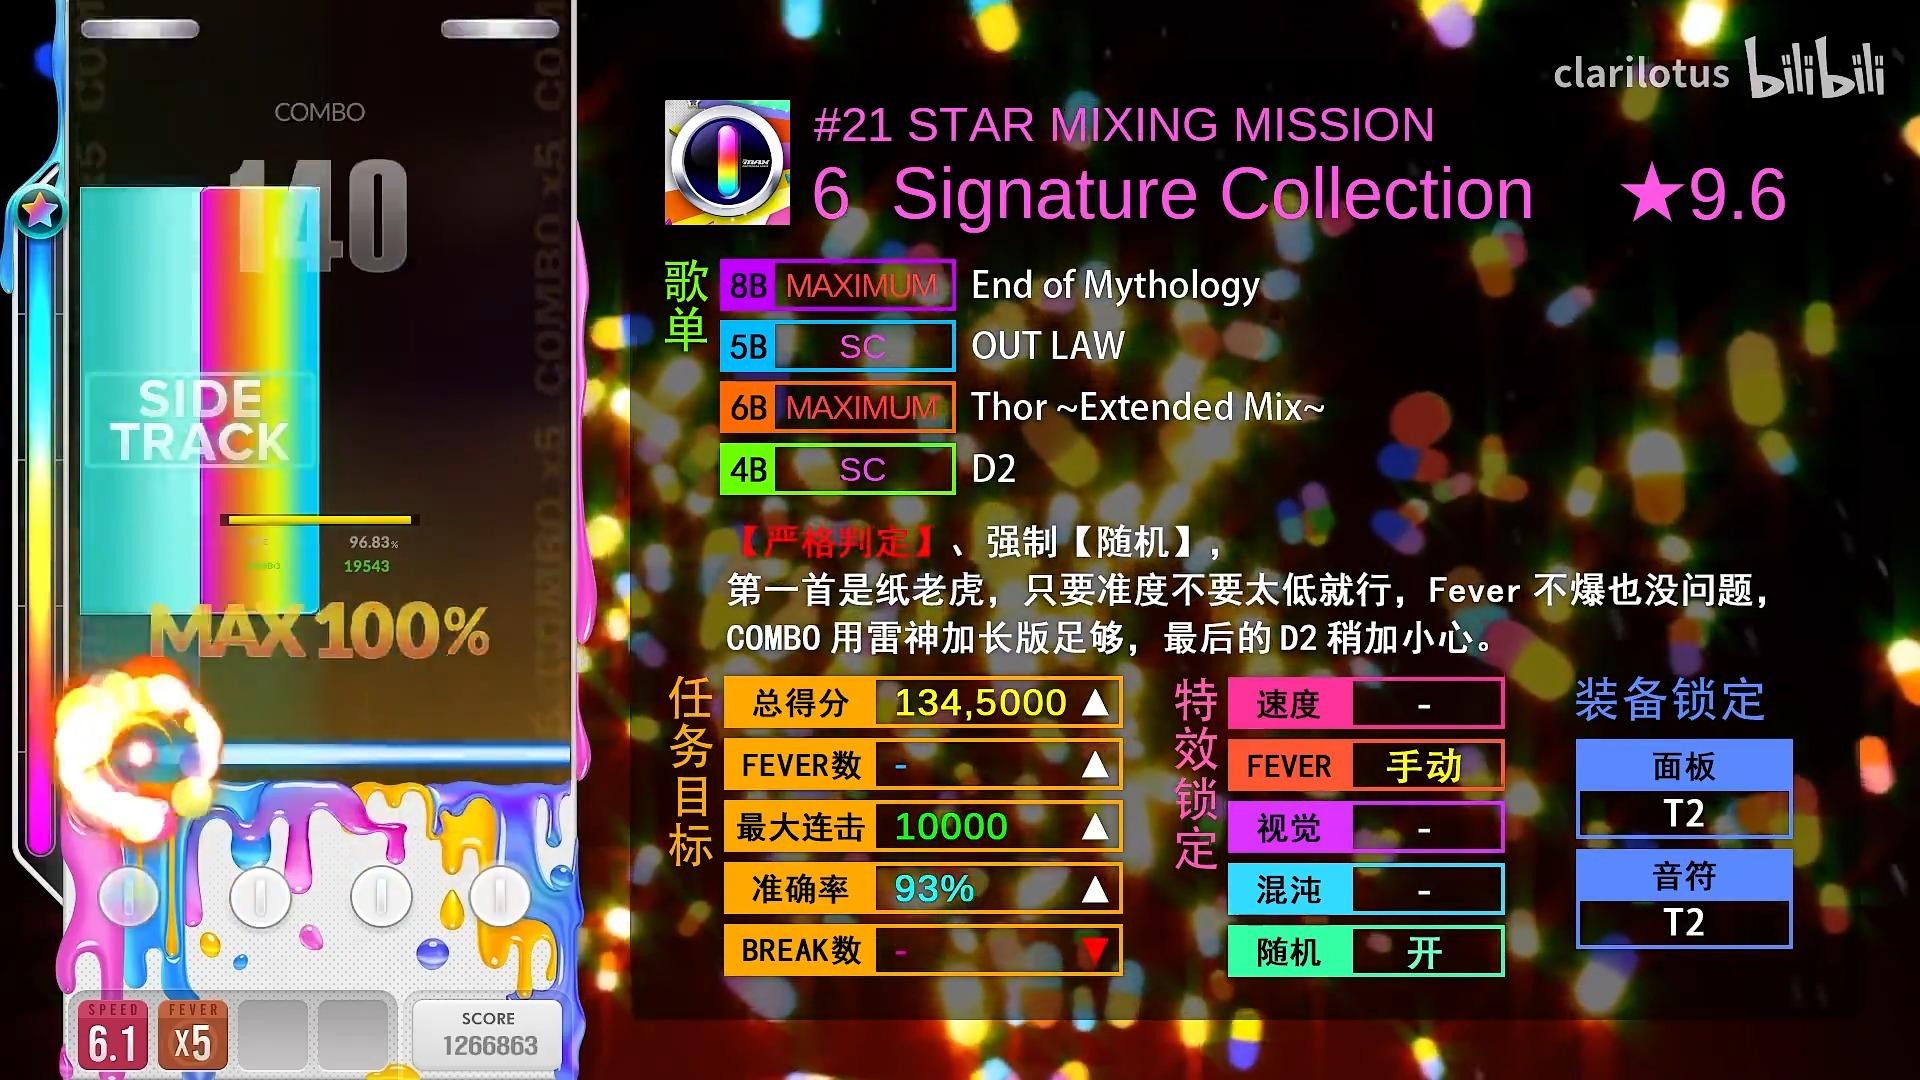 clarilotus bilibili
COMBO
140
SIDE
TRACK
96.83%
19543
MAX 100%
SPEED
6.1
FEVER
x5
SCORE
1266863
#21 STAR MIXING MISSION
6 Signature Collection ★9.6
歌单
8B MAXIMUM End of Mythology
5B SC OUT LAW
6B MAXIMUM Thor ~Extended Mix~
4B SC D2
【严格判定】、强制【随机】，
第一首是纸老虎，只要准度不要太低就行，Fever 不爆也没问题，
COMBO 用雷神加长版足够，最后的 D2 稍加小心。
任务目标
总得分 134,5000 ▲
FEVER数 - ▲
最大连击 10000 ▲
准确率 93% ▲
BREAK数 - ▼
特效锁定
速度 -
FEVER 手动
视觉 -
混沌 -
随机 开
装备锁定
面板
T2
音符
T2